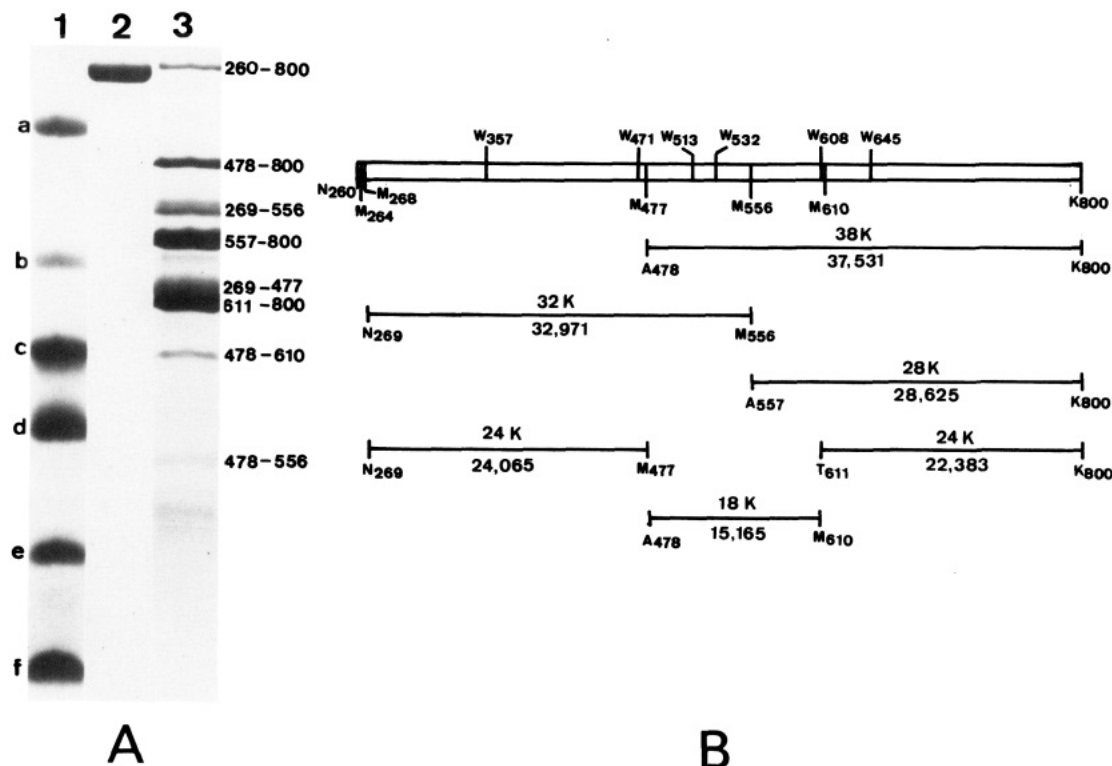 1 2 3
260-800
a
478-800
269-556
557-800
b
269-477
611-800
c
478-610
d
478-556
e
f
A
W357
W471 W513 W532
W608 W645
N260 M268
M264
M477
M556
M610
K800
38K
A478 37,531 K800
32K
N269 32,971 M556
28K
A557 28,625 K800
24K
N269 24,065 M477
24K
T611 22,383 K800
18K
A478 15,165 M610
B